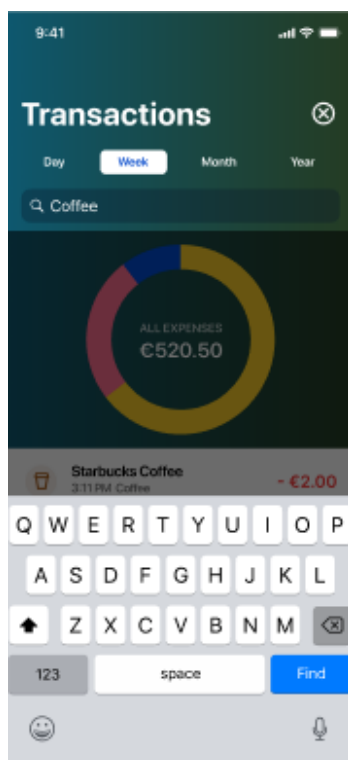 9:41
Transactions
Day Week Month Year
Coffee
ALL EXPENSES
€520.50
Starbucks Coffee
3:11 PM Coffee
- €2.00
Q W E R T Y U I O P
A S D F G H J K L
Z X C V B N M
123 space Find